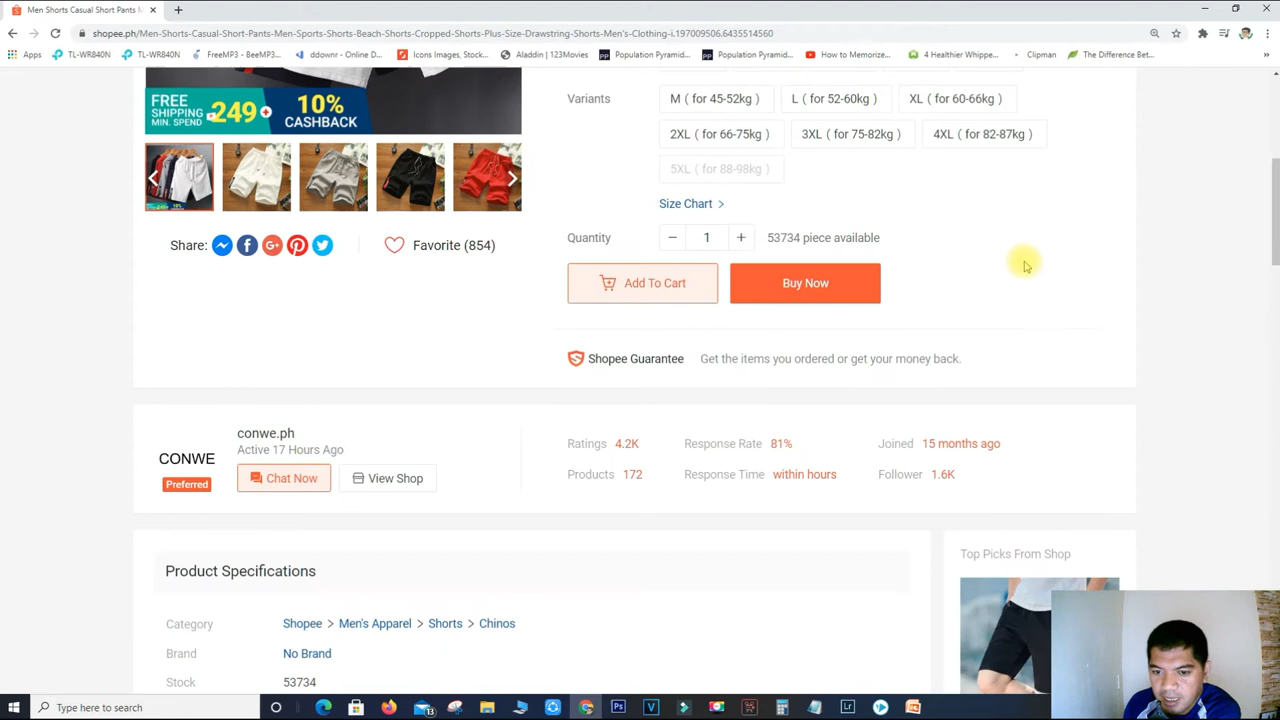 Men Shorts Casual Short Pants M
shopee.ph/Men-Shorts-Casual-Short-Pants-Men-Sports-Shorts-Beach-Shorts-Cropped-Shorts-Plus-Size-Drawstring-Shorts-Men's-Clothing-i.197009506.6435514560
Apps TL-WR840N TL-WR840N FreeMP3 - BeeMP3... ddownr - Online D... Icons Images, Stock... Aladdin | 123Movies Population Pyramid... Population Pyramid... How to Memorize... 4 Healthier Whippe... Clipman The Difference Bet...
FREE SHIPPING MIN. SPEND 249
10% CASHBACK
Variants
M ( for 45-52kg ) L ( for 52-60kg ) XL ( for 60-66kg )
2XL ( for 66-75kg ) 3XL ( for 75-82kg ) 4XL ( for 82-87kg )
5XL ( for 88-98kg )
Size Chart >
Share: Favorite (854)
Quantity − 1 + 53734 piece available
Add To Cart Buy Now
Shopee Guarantee Get the items you ordered or get your money back.
CONWE
Preferred
conwe.ph
Active 17 Hours Ago
Chat Now View Shop
Ratings 4.2K Response Rate 81% Joined 15 months ago
Products 172 Response Time within hours Follower 1.6K
Product Specifications
Category Shopee > Men's Apparel > Shorts > Chinos
Brand No Brand
Stock 53734
Top Picks From Shop
Type here to search
13